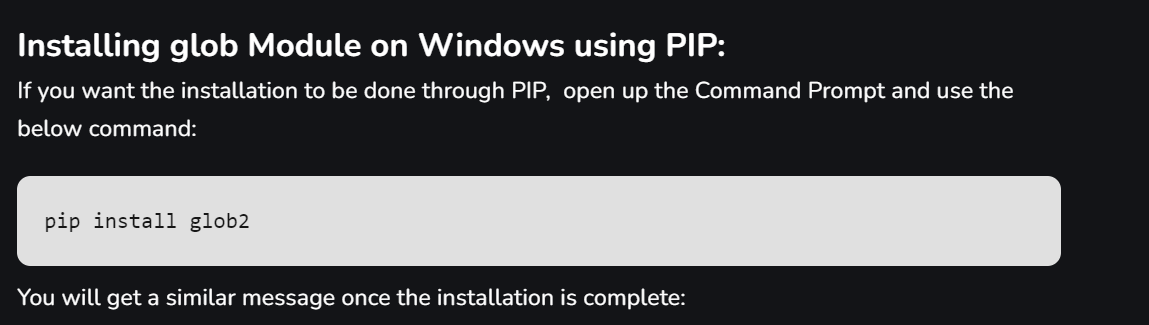 Installing glob Module on Windows using PIP:
If you want the installation to be done through PIP,  open up the Command Prompt and use the
below command:
pip install glob2
You will get a similar message once the installation is complete: